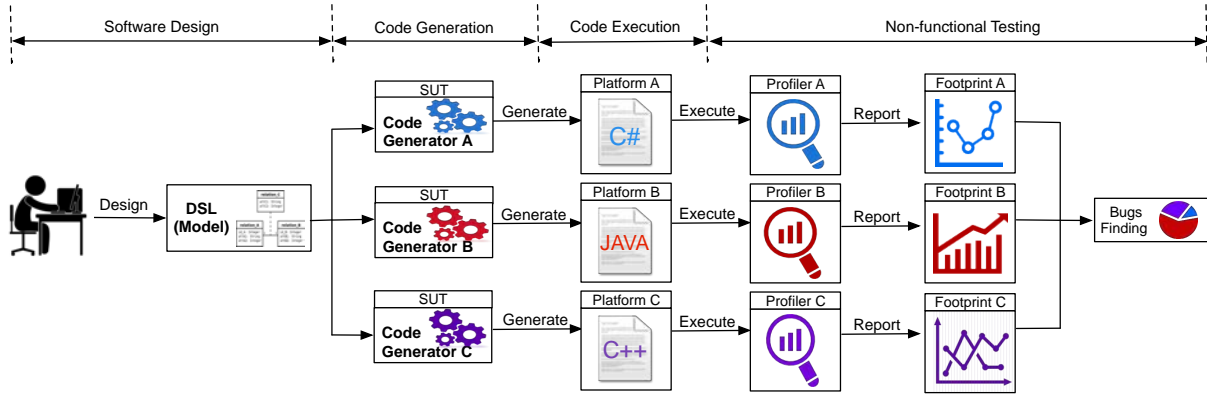 Software Design
Code Generation
Code Execution
Non-functional Testing
Design
DSL
(Model)
SUT
Code
Generator A
Generate
Platform A
C#
Execute
Profiler A
Report
Footprint A
SUT
Code
Generator B
Generate
Platform B
JAVA
Execute
Profiler B
Report
Footprint B
SUT
Code
Generator C
Generate
Platform C
C++
Execute
Profiler C
Report
Footprint C
Bugs
Finding